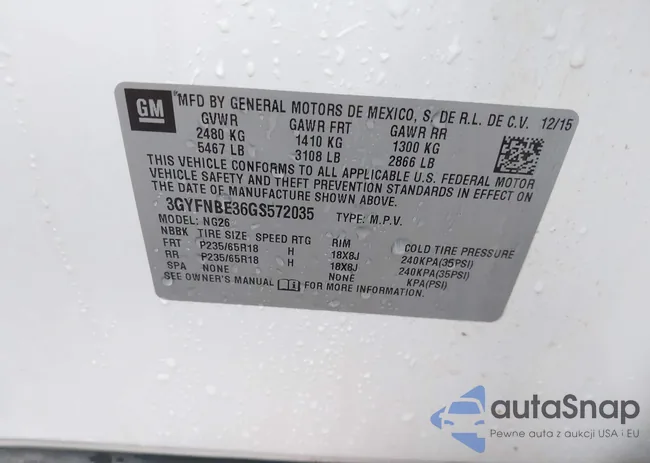 GM
*MFD BY GENERAL MOTORS DE MEXICO, S. DE R.L. DE C.V. 12/15
GVWR GAWR FRT GAWR RR
2480 KG 1410 KG 1300 KG
5467 LB 3108 LB 2866 LB
THIS VEHICLE CONFORMS TO ALL APPLICABLE U.S. FEDERAL MOTOR
VEHICLE SAFETY AND THEFT PREVENTION STANDARDS IN EFFECT ON
THE DATE OF MANUFACTURE SHOWN ABOVE.
3GYFNBE36GS572035 TYPE: M.P.V.
MODEL: NG26
NBBK TIRE SIZE SPEED RTG RIM COLD TIRE PRESSURE
FRT P235/65R18 H 18X8J 240KPA(35PSI)
RR P235/65R18 H 18X8J 240KPA(35PSI)
SPA NONE NONE KPA(PSI)
SEE OWNER'S MANUAL FOR MORE INFORMATION
autaSnap
Pewne auta z aukcji USA i EU